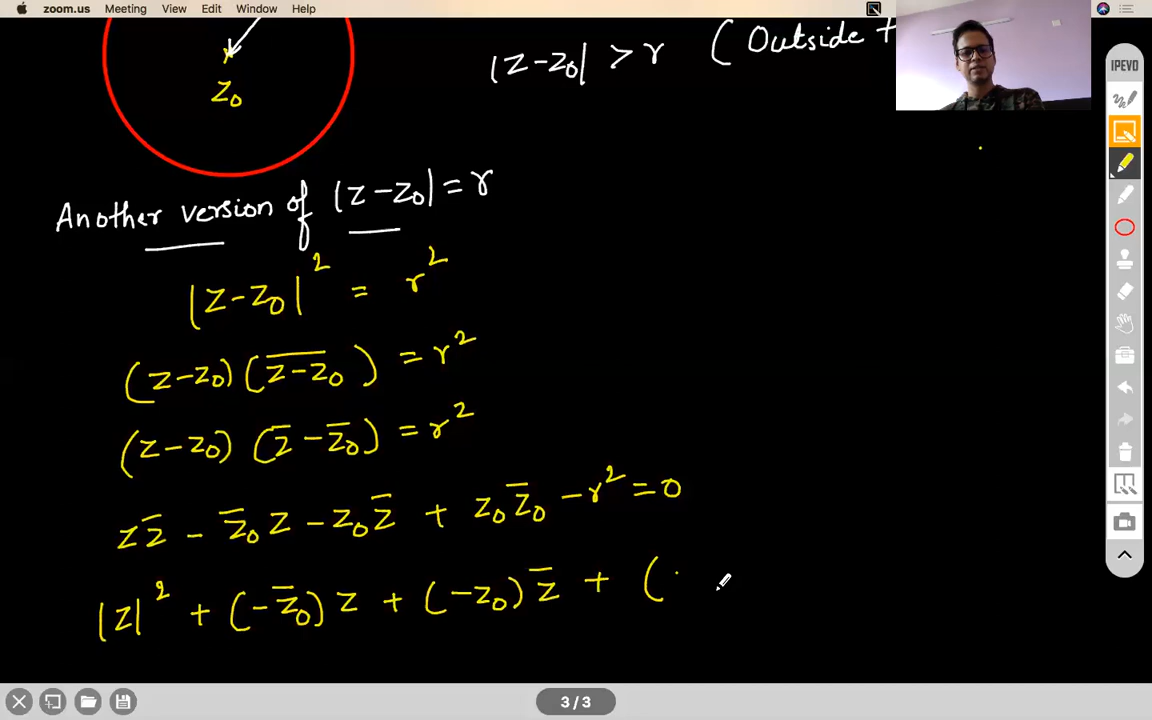 zoom.us Meeting View Edit Window Help
|z-z₀| > r (Outside t
IPEVO
z₀
Another version of |z-z₀| = r
|z-z₀|² = r²
(z-z₀)(z̅-̅z̅₀) = r²
(z-z₀) (z̅ - z̅₀) = r²
zz̅ - z̅₀z - z₀z̅ + z₀z̅₀ - r² = 0
|z|² + (-z̅₀)z + (-z₀)z̅ + (
3/3